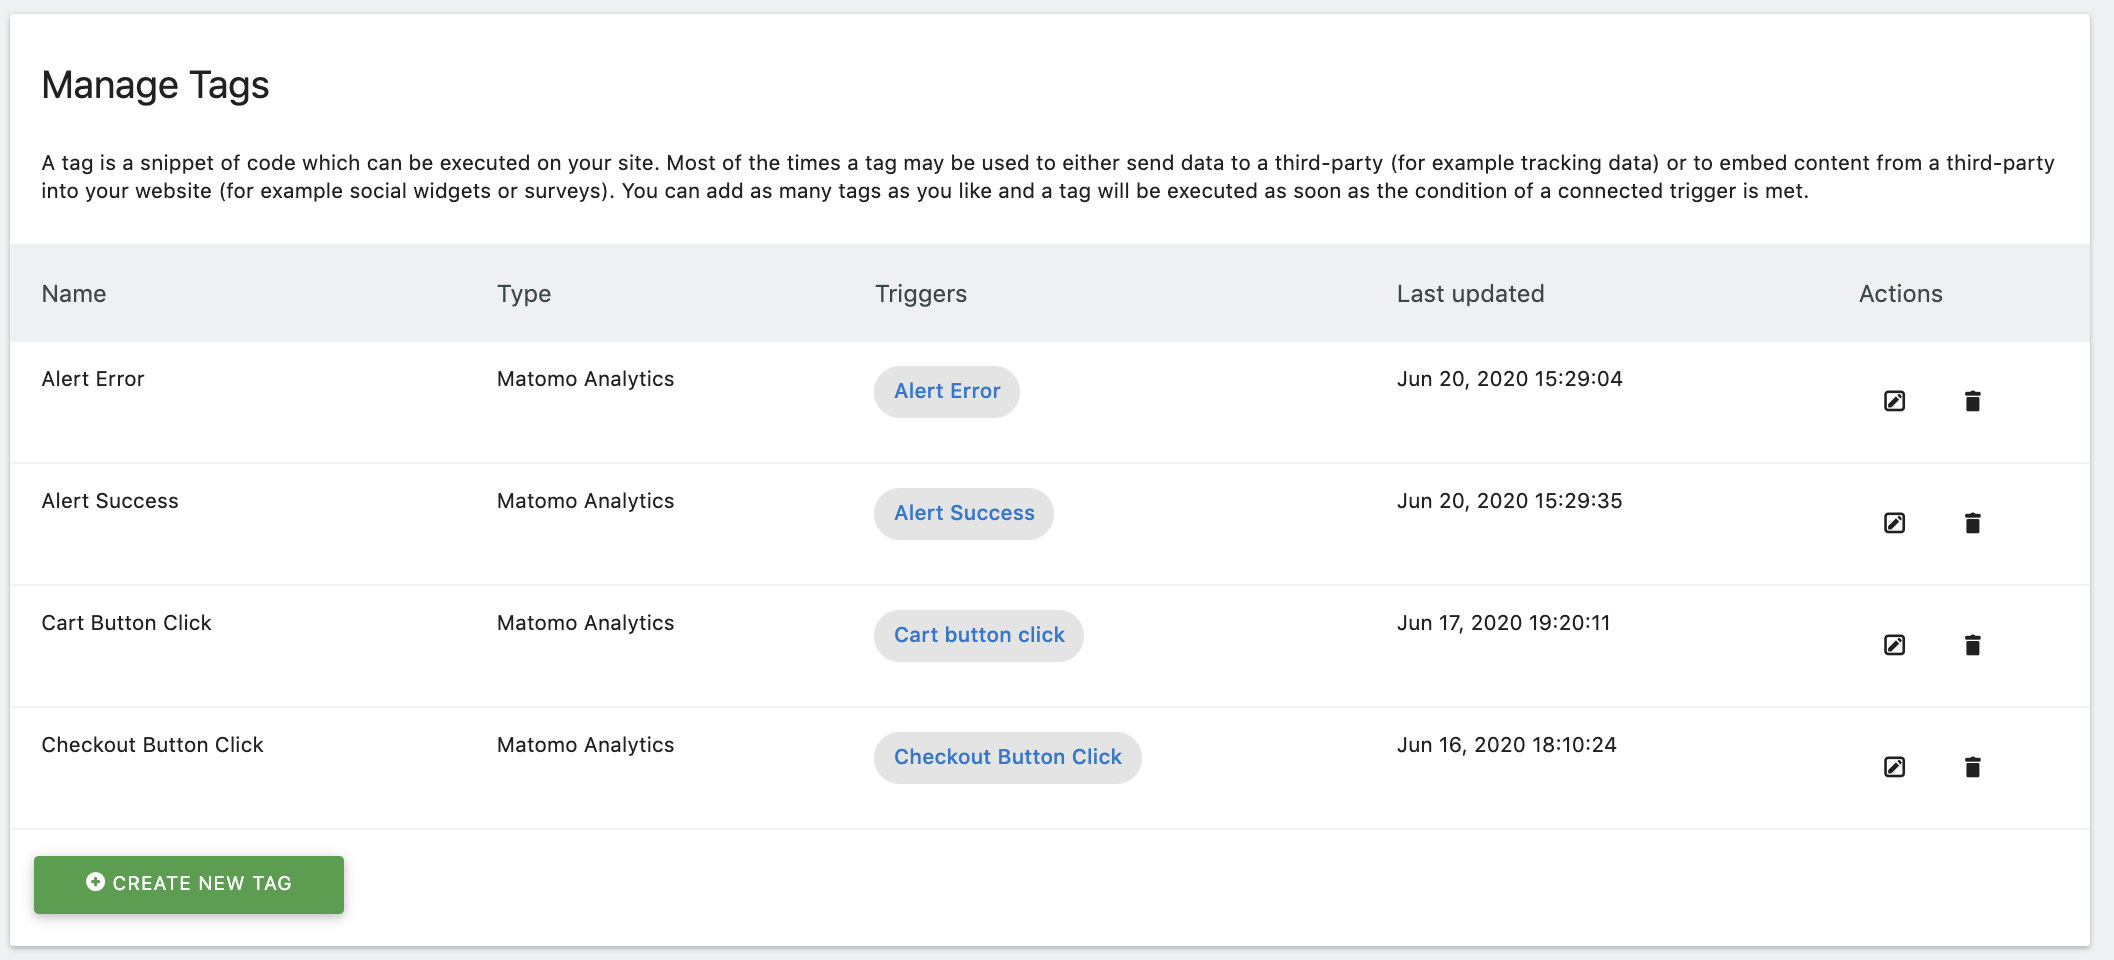 Manage Tags
A tag is a snippet of code which can be executed on your site. Most of the times a tag may be used to either send data to a third-party (for example tracking data) or to embed content from a third-party
into your website (for example social widgets or surveys). You can add as many tags as you like and a tag will be executed as soon as the condition of a connected trigger is met.
Name Type Triggers Last updated Actions
Alert Error Matomo Analytics Alert Error Jun 20, 2020 15:29:04
Alert Success Matomo Analytics Alert Success Jun 20, 2020 15:29:35
Cart Button Click Matomo Analytics Cart button click Jun 17, 2020 19:20:11
Checkout Button Click Matomo Analytics Checkout Button Click Jun 16, 2020 18:10:24
CREATE NEW TAG